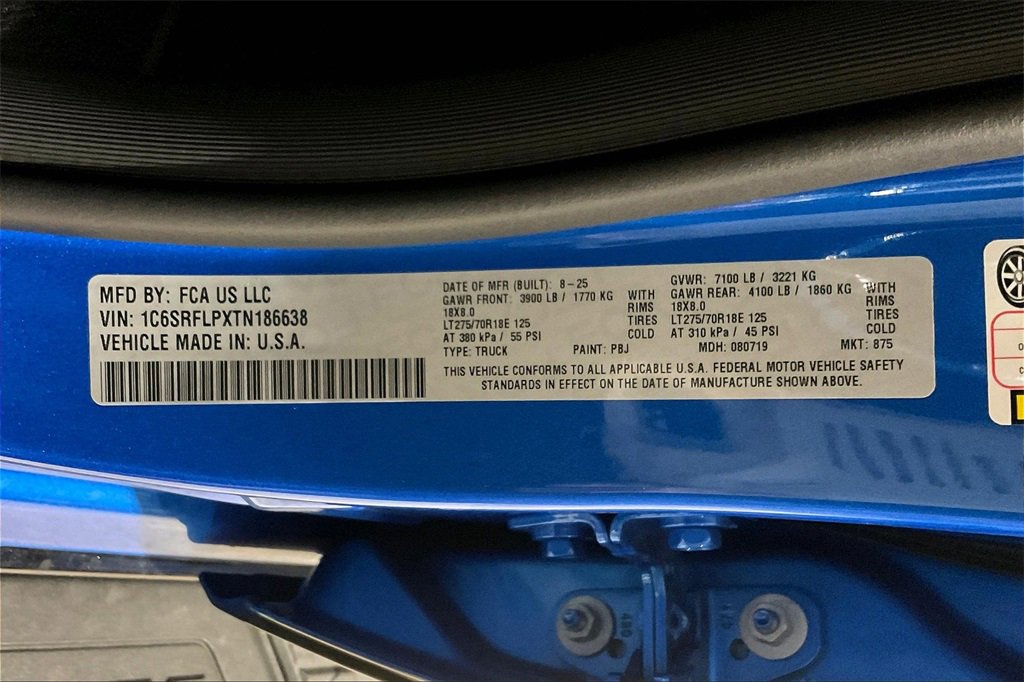 MFD BY: FCA US LLC
VIN: 1C6SRFLPXTN186638
VEHICLE MADE IN: U.S.A.
DATE OF MFR (BUILT): 8-25
GAWR FRONT: 3900 LB / 1770 KG WITH
18X8.0 RIMS
LT275/70R18E 125 TIRES
AT 380 kPa / 55 PSI COLD
TYPE: TRUCK PAINT: PBJ
GVWR: 7100 LB / 3221 KG
GAWR REAR: 4100 LB / 1860 KG WITH
18X8.0 RIMS
LT275/70R18E 125 TIRES
AT 310 kPa / 45 PSI COLD
MDH: 080719 MKT: 875
THIS VEHICLE CONFORMS TO ALL APPLICABLE U.S.A. FEDERAL MOTOR VEHICLE SAFETY
STANDARDS IN EFFECT ON THE DATE OF MANUFACTURE SHOWN ABOVE.